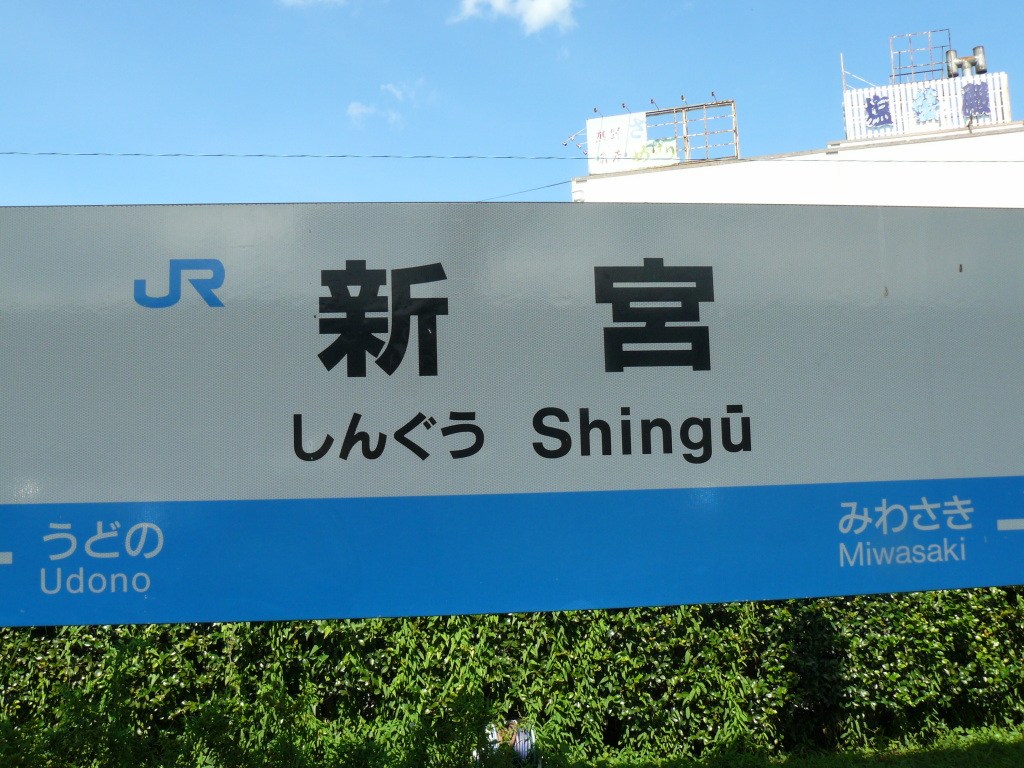 JR
新宮
しんぐう Shingū
うどの
Udono
みわさき
Miwasaki